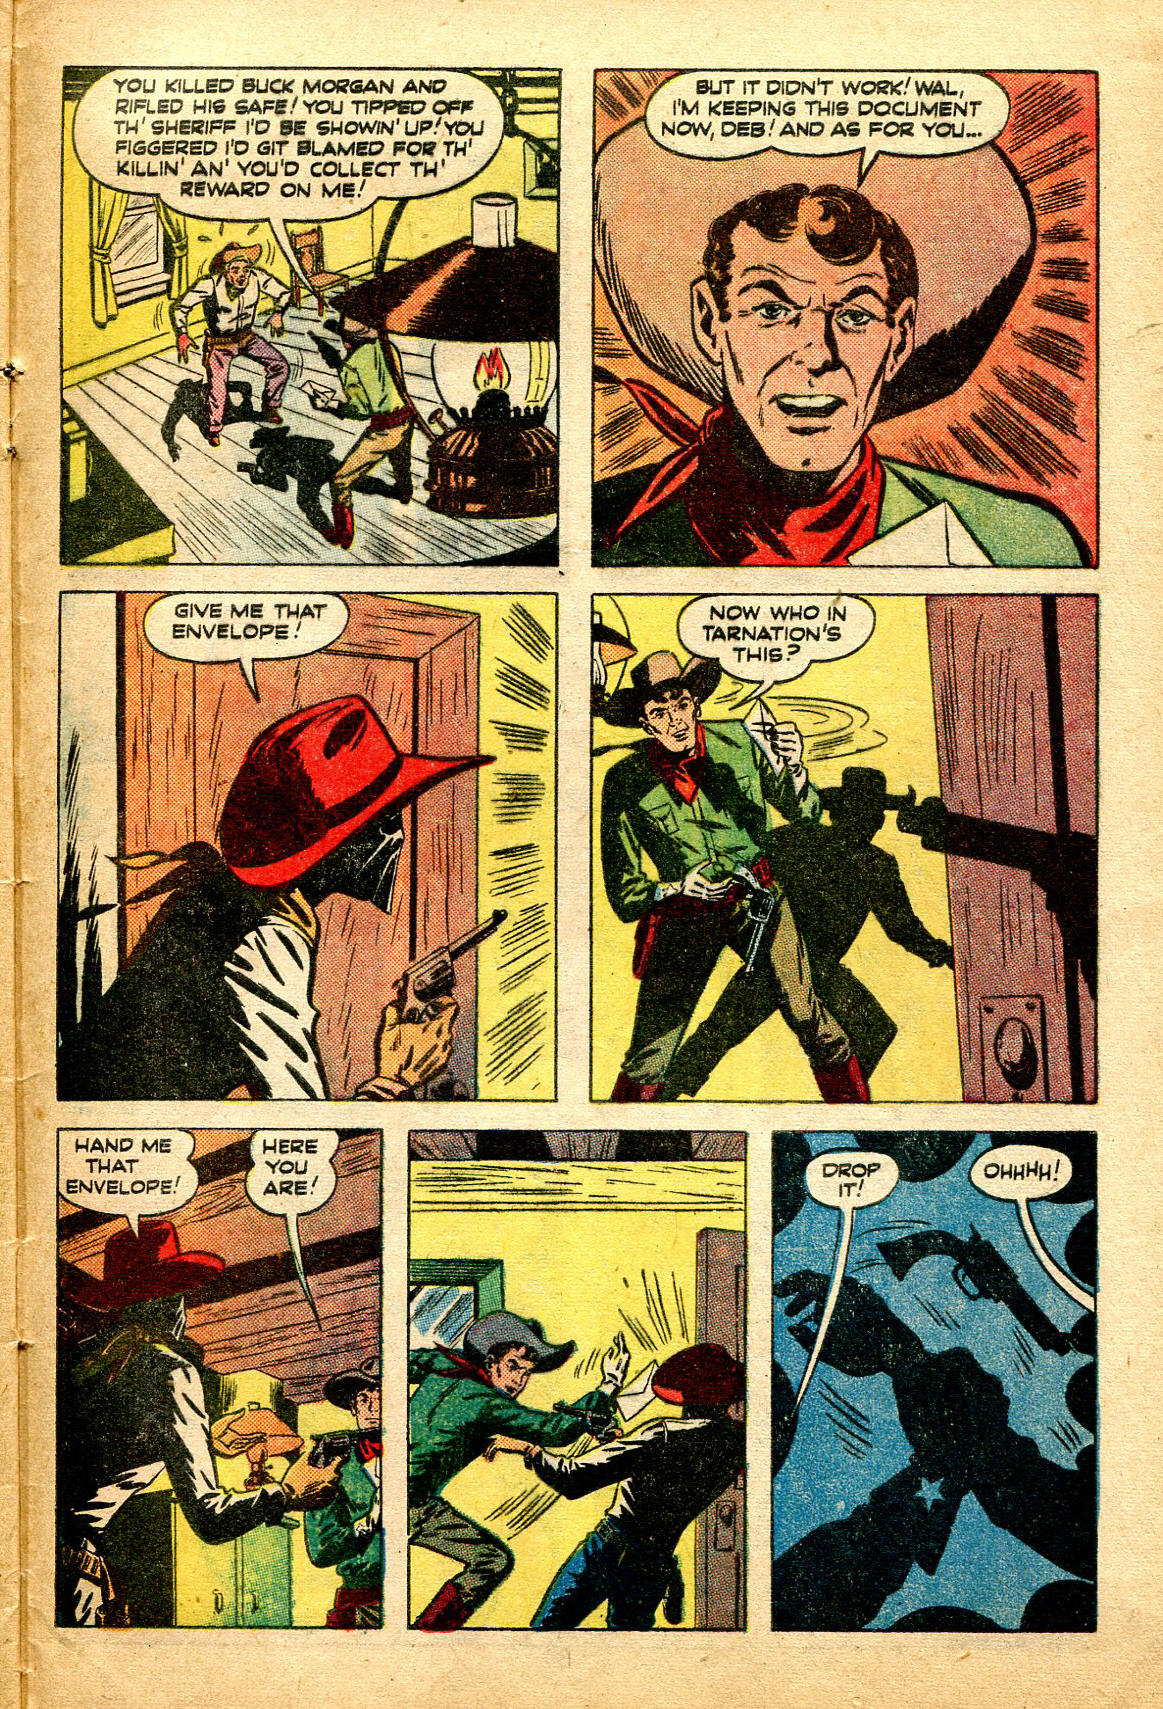 YOU KILLED BUCK MORGAN AND
RIFLED HIS SAFE! YOU TIPPED OFF
TH' SHERIFF I'D BE SHOWIN' UP! YOU
FIGGERED I'D GIT BLAMED FOR TH'
KILLIN' AN' YOU'D COLLECT TH'
REWARD ON ME!
BUT IT DIDN'T WORK! WAL,
I'M KEEPING THIS DOCUMENT
NOW, DEB! AND AS FOR YOU...
GIVE ME THAT
ENVELOPE!
NOW WHO IN
TARNATION'S
THIS?
HAND ME
THAT
ENVELOPE!
HERE
YOU
ARE!
DROP
IT!
OHHHH!